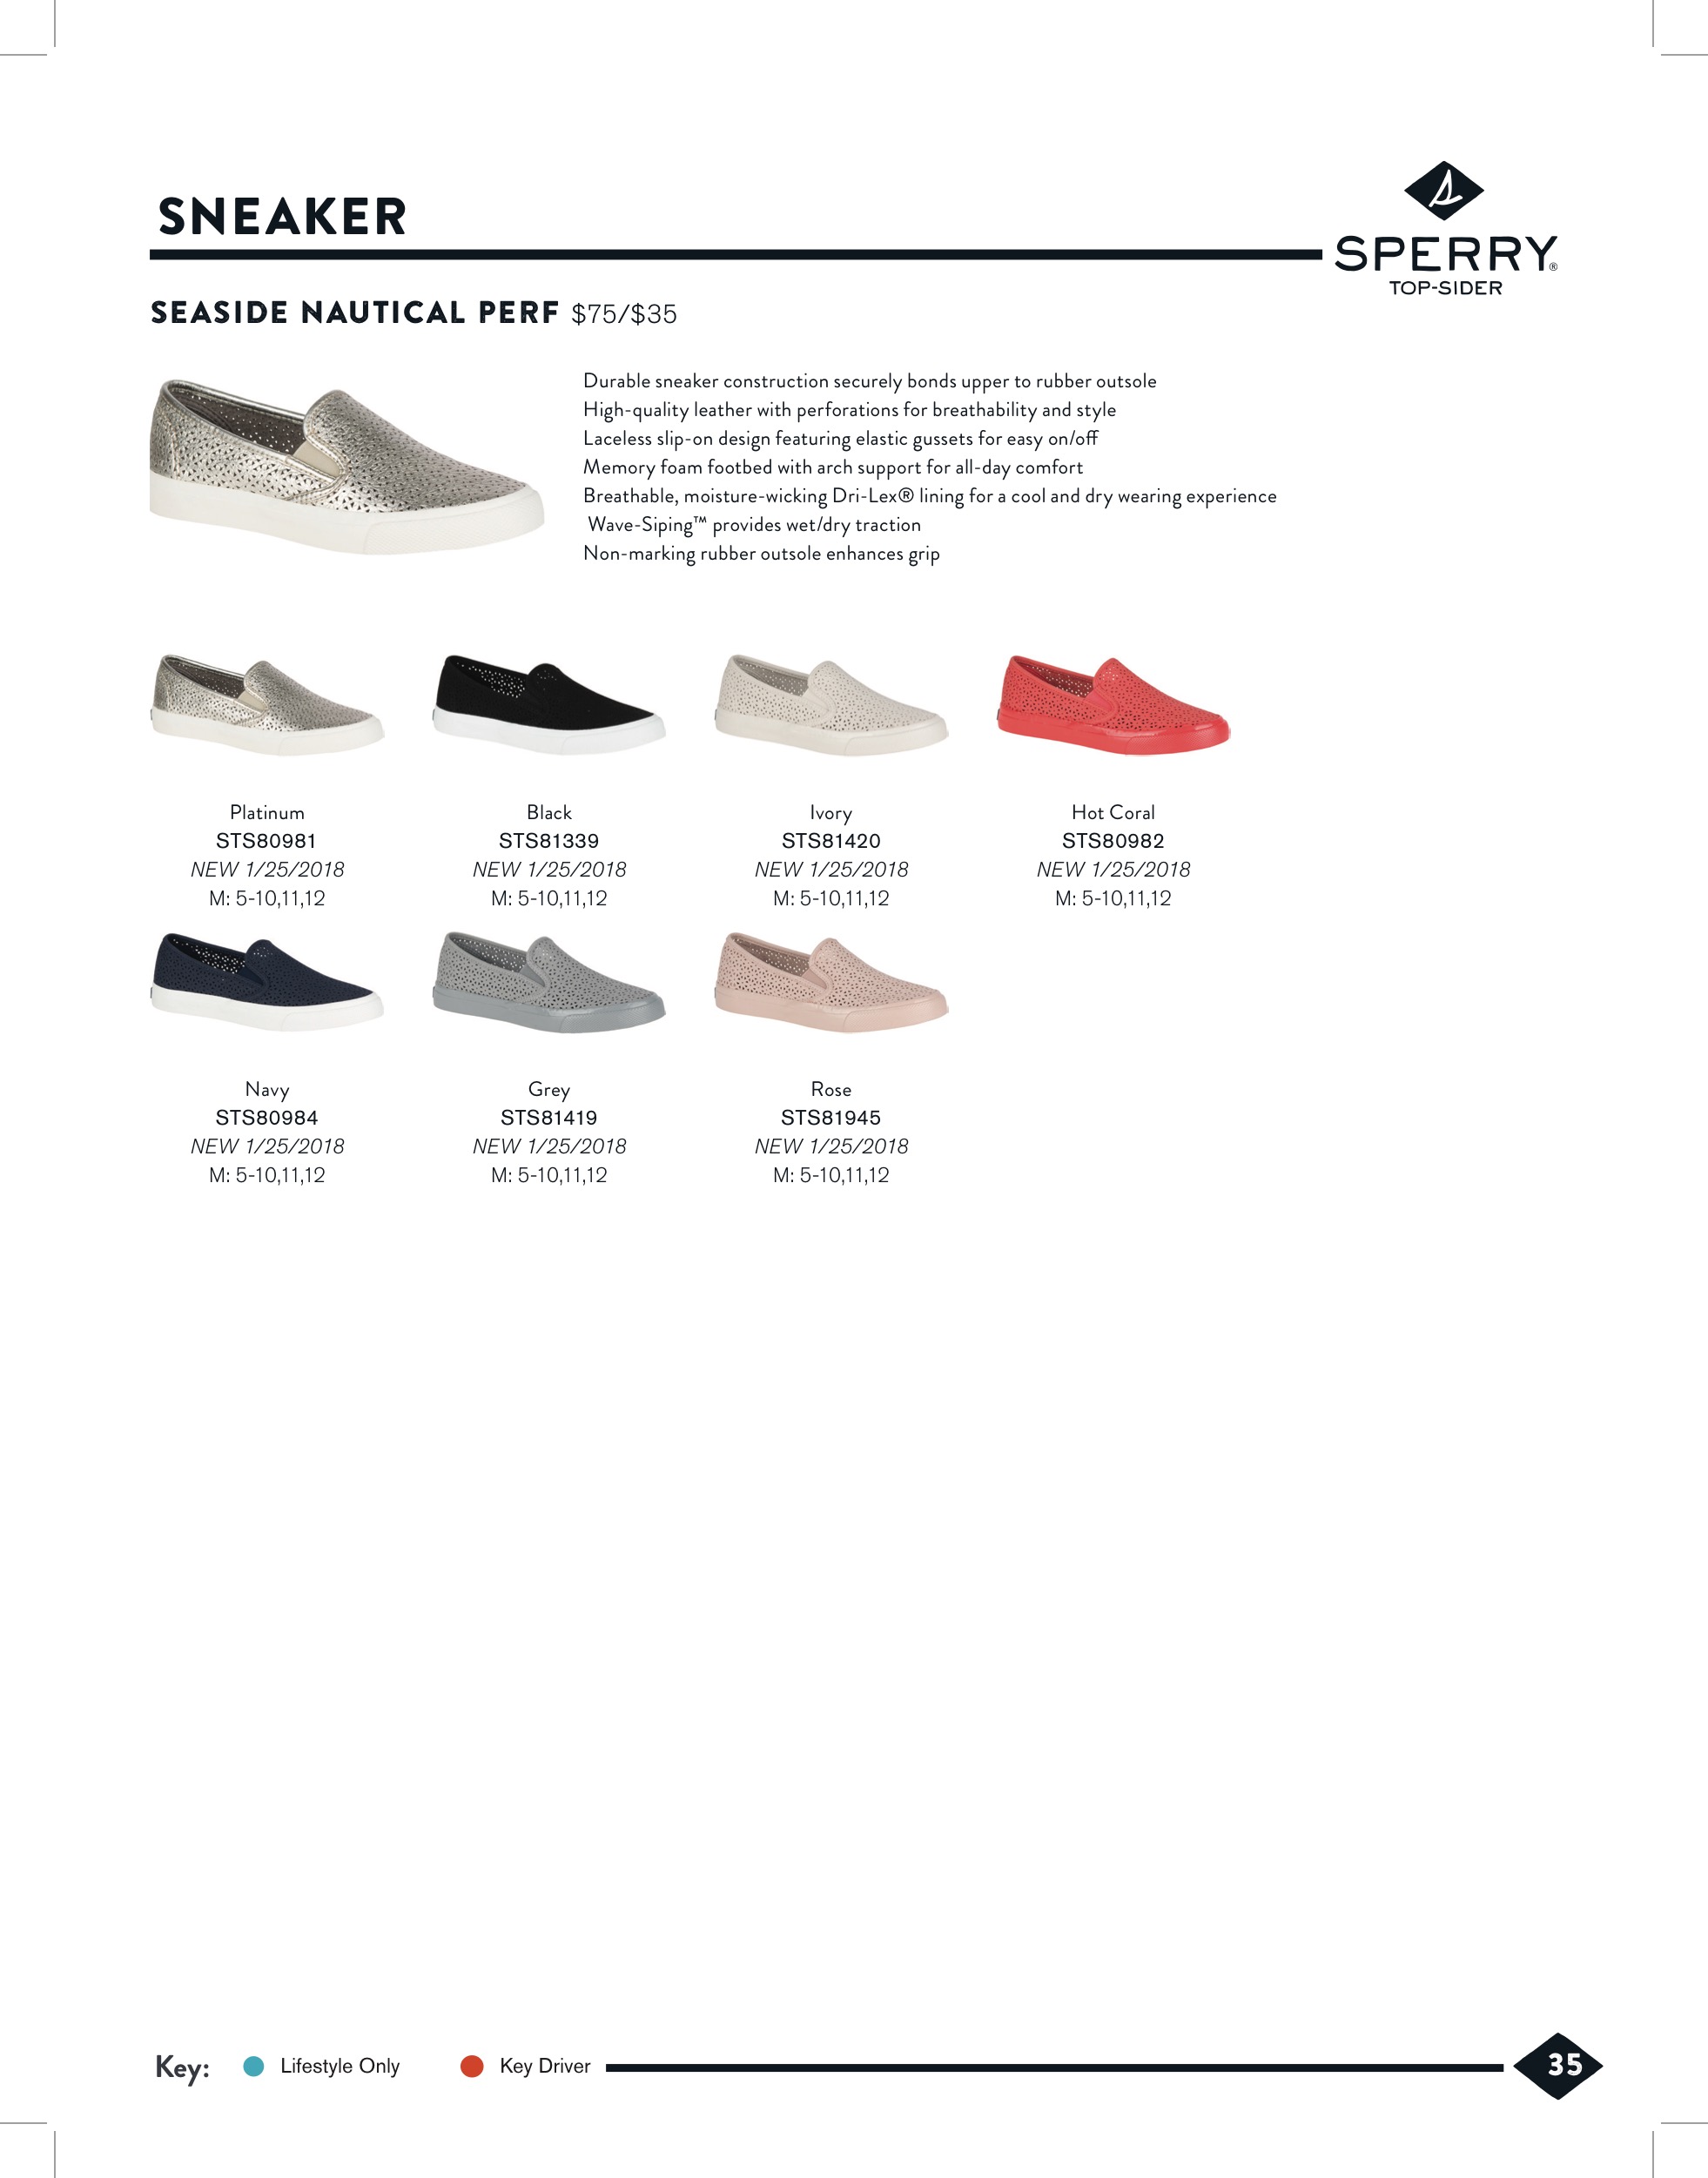 SNEAKER
SPERRY®
TOP-SIDER
SEASIDE NAUTICAL PERF $75/$35
Durable sneaker construction securely bonds upper to rubber outsole
High-quality leather with perforations for breathability and style
Laceless slip-on design featuring elastic gussets for easy on/off
Memory foam footbed with arch support for all-day comfort
Breathable, moisture-wicking Dri-Lex® lining for a cool and dry wearing experience
Wave-Siping™ provides wet/dry traction
Non-marking rubber outsole enhances grip
Platinum
STS80981
NEW 1/25/2018
M: 5-10,11,12
Black
STS81339
NEW 1/25/2018
M: 5-10,11,12
Ivory
STS81420
NEW 1/25/2018
M: 5-10,11,12
Hot Coral
STS80982
NEW 1/25/2018
M: 5-10,11,12
Navy
STS80984
NEW 1/25/2018
M: 5-10,11,12
Grey
STS81419
NEW 1/25/2018
M: 5-10,11,12
Rose
STS81945
NEW 1/25/2018
M: 5-10,11,12
Key: Lifestyle Only Key Driver
35